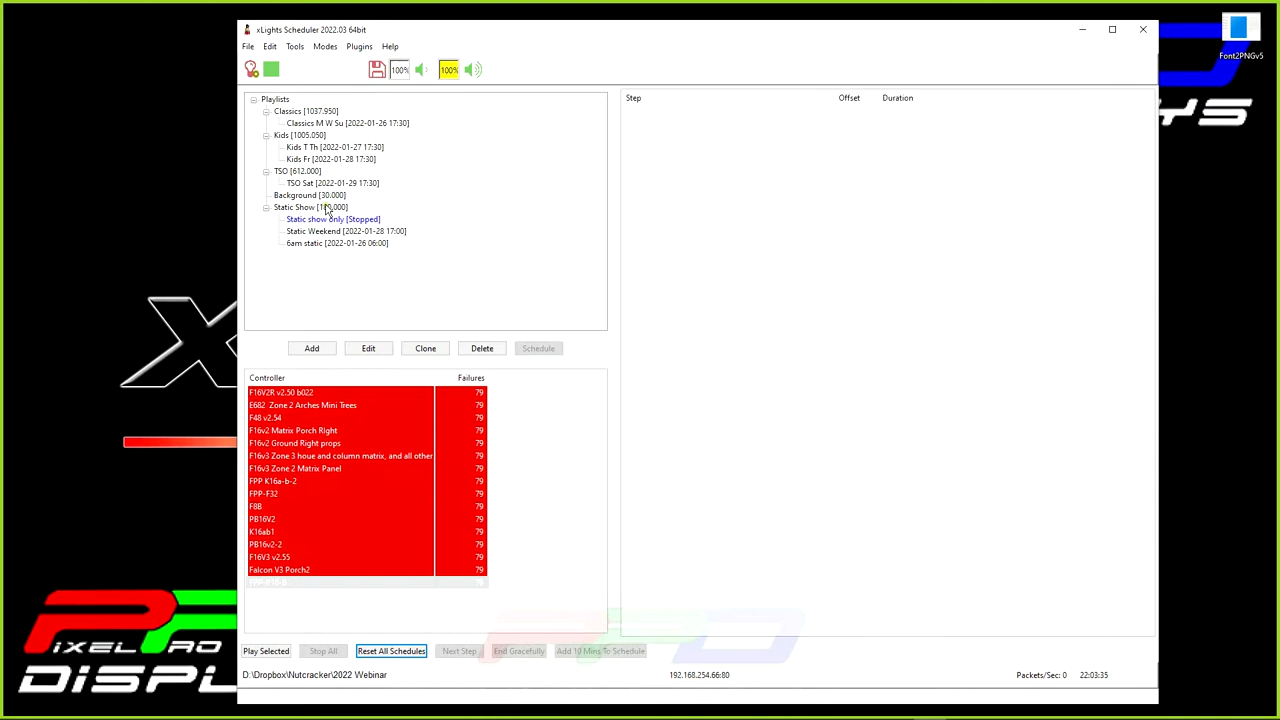 xLights Scheduler 2022.03 64bit
File Edit Tools Modes Plugins Help
100% 100%
Font2PNGv5
Playlists
Classics [1037.950]
Classics M W Su [2022-01-26 17:30]
Kids [1005.050]
Kids T Th [2022-01-27 17:30]
Kids Fr [2022-01-28 17:30]
TSO [612.000]
TSO Sat [2022-01-29 17:30]
Background [30.000]
Static Show
Static show only [Stopped]
Static Weekend [2022-01-28 17:00]
6am static [2022-01-26 06:00]
Step Offset Duration
Add Edit Clone Delete Schedule
Controller Failures
F16V2R v2.50 b022 79
E682 Zone 2 Arches Mini Trees 79
F48 v2.54 79
F16v2 Matrix Porch Right 79
F16v2 Ground Right props 79
F16v3 Zone 3 houe and column matrix, and all other 79
F16v3 Zone 2 Matrix Panel 79
FPP K16a-b-2 79
FPP-F32 79
F8B 79
PB16V2 79
K16ab1 79
PB16v2-2 79
F16V3 v2.55 79
Falcon V3 Porch2 79
Play Selected Stop All Reset All Schedules Next Step End Gracefully Add 10 Mins To Schedule
D:\Dropbox\Nutcracker\2022 Webinar 192.168.254.66:80 Packets/Sec: 0 22:03:35
PIXEL PRO
DISPL
YS
PPD